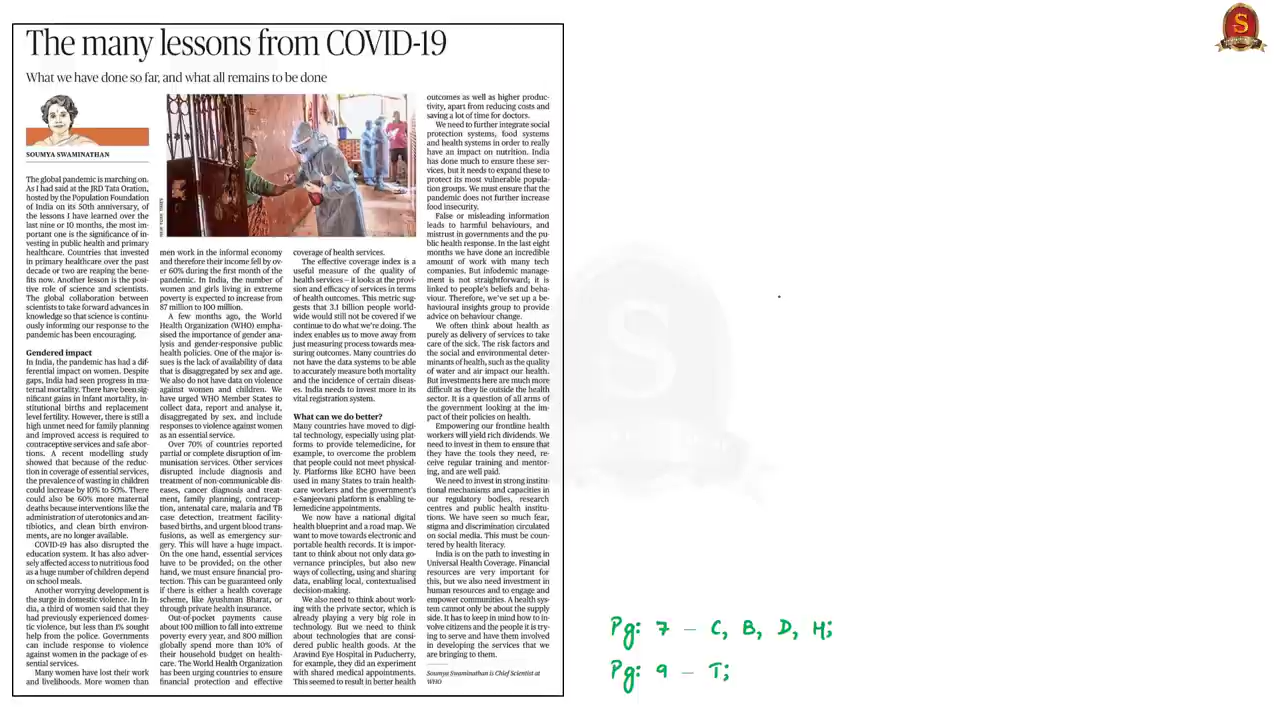 The many lessons from COVID-19
What we have done so far, and what all remains to be done
SOUMYA SWAMINATHAN
The global pandemic is marching on.
As I had said at the JRD Tata Oration,
hosted by the Population Foundation
of India on its 50th anniversary, of
the lessons I have learned over the
last nine or 10 months, the most im-
portant one is the significance of in-
vesting in public health and primary
healthcare. Countries that invested
in primary healthcare over the past
decade or two are reaping the bene-
fits now. Another lesson is the posi-
tive role of science and scientists.
The global collaboration between
scientists to take forward advances in
knowledge so that science is continu-
ously informing our response to the
pandemic has been encouraging.
Gendered impact
In India, the pandemic has had a dif-
ferential impact on women. Despite
gaps, India had seen progress in ma-
ternal mortality. There have been sig-
nificant gains in infant mortality, in-
stitutional births and replacement
level fertility. However, there is still a
high unmet need for family planning
and improved access is required to
contraceptive services and safe abor-
tions. A recent modelling study
showed that because of the reduc-
tion in coverage of essential services,
the prevalence of wasting in children
could increase by 10% to 50%. There
could also be 60% more maternal
deaths because interventions like the
administration of uterotonics and an-
tibiotics, and clean birth environ-
ments, are no longer available.
COVID-19 has also disrupted the
education system. It has also adver-
sely affected access to nutritious food
as a huge number of children depend
on school meals.
Another worrying development is
the surge in domestic violence. In In-
dia, a third of women said that they
had previously experienced domes-
tic violence, but less than 1% sought
help from the police. Governments
can include response to violence
against women in the package of es-
sential services.
Many women have lost their work
and livelihoods. More women than
NEW YORK TIMES
men work in the informal economy
and therefore their income fell by ov-
er 60% during the first month of the
pandemic. In India, the number of
women and girls living in extreme
poverty is expected to increase from
87 million to 100 million.
A few months ago, the World
Health Organization (WHO) empha-
sised the importance of gender ana-
lysis and gender-responsive public
health policies. One of the major is-
sues is the lack of availability of data
that is disaggregated by sex and age.
We also do not have data on violence
against women and children. We
have urged WHO Member States to
collect data, report and analyse it,
disaggregated by sex, and include
responses to violence against women
as an essential service.
Over 70% of countries reported
partial or complete disruption of im-
munisation services. Other services
disrupted include diagnosis and
treatment of non-communicable dis-
eases, cancer diagnosis and treat-
ment, family planning, contracep-
tion, antenatal care, malaria and TB
case detection, treatment facility-
based births, and urgent blood trans-
fusions, as well as emergency sur-
gery. This will have a huge impact.
On the one hand, essential services
have to be provided; on the other
hand, we must ensure financial pro-
tection. This can be guaranteed only
if there is either a health coverage
scheme, like Ayushman Bharat, or
through private health insurance.
Out-of-pocket payments cause
about 100 million to fall into extreme
poverty every year, and 800 million
globally spend more than 10% of
their household budget on health-
care. The World Health Organization
has been urging countries to ensure
financial protection and effective
coverage of health services.
The effective coverage index is a
useful measure of the quality of
health services – it looks at the provi-
sion and efficacy of services in terms
of health outcomes. This metric sug-
gests that 3.1 billion people world-
wide would still not be covered if we
continue to do what we're doing. The
index enables us to move away from
just measuring process towards mea-
suring outcomes. Many countries do
not have the data systems to be able
to accurately measure both mortality
and the incidence of certain diseas-
es. India needs to invest more in its
vital registration system.
What can we do better?
Many countries have moved to digi-
tal technology, especially using plat-
forms to provide telemedicine, for
example, to overcome the problem
that people could not meet physical-
ly. Platforms like ECHO have been
used in many States to train health-
care workers and the government's
e-Sanjeevani platform is enabling te-
lemedicine appointments.
We now have a national digital
health blueprint and a road map. We
want to move towards electronic and
portable health records. It is impor-
tant to think about not only data go-
vernance principles, but also new
ways of collecting, using and sharing
data, enabling local, contextualised
decision-making.
We also need to think about work-
ing with the private sector, which is
already playing a very big role in
technology. But we need to think
about technologies that are consi-
dered public health goods. At the
Aravind Eye Hospital in Puducherry,
for example, they did an experiment
with shared medical appointments.
This seemed to result in better health
outcomes as well as higher produc-
tivity, apart from reducing costs and
saving a lot of time for doctors.
We need to further integrate social
protection systems, food systems
and health systems in order to really
have an impact on nutrition. India
has done much to ensure these ser-
vices, but it needs to expand these to
protect its most vulnerable popula-
tion groups. We must ensure that the
pandemic does not further increase
food insecurity.
False or misleading information
leads to harmful behaviours, and
mistrust in governments and the pu-
blic health response. In the last eight
months we have done an incredible
amount of work with many tech
companies. But infodemic manage-
ment is not straightforward; it is
linked to people's beliefs and beha-
viour. Therefore, we've set up a be-
havioural insights group to provide
advice on behaviour change.
We often think about health as
purely as delivery of services to take
care of the sick. The risk factors and
the social and environmental deter-
minants of health, such as the quality
of water and air impact our health.
But investments here are much more
difficult as they lie outside the health
sector. It is a question of all arms of
the government looking at the im-
pact of their policies on health.
Empowering our frontline health
workers will yield rich dividends. We
need to invest in them to ensure that
they have the tools they need, re-
ceive regular training and mentor-
ing, and are well paid.
We need to invest in strong institu-
tional mechanisms and capacities in
our regulatory bodies, research
centres and public health institu-
tions. We have seen so much fear,
stigma and discrimination circulated
on social media. This must be coun-
tered by health literacy.
India is on the path to investing in
Universal Health Coverage. Financial
resources are very important for
this, but we also need investment in
human resources and to engage and
empower communities. A health sys-
tem cannot only be about the supply
side. It has to keep in mind how to in-
volve citizens and the people it is try-
ing to serve and have them involved
in developing the services that we
are bringing to them.
Soumya Swaminathan is Chief Scientist at
WHO
S
Pg: 7 – C, B, D, H;
Pg: 9 – T;